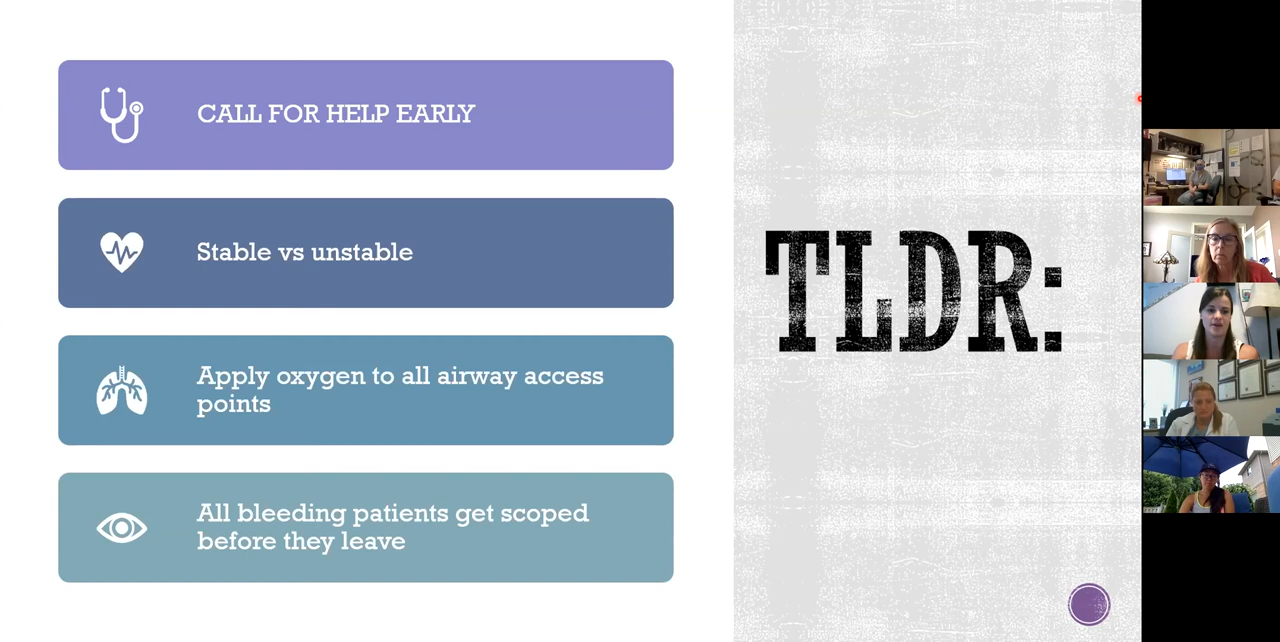 CALL FOR HELP EARLY
Stable vs unstable
Apply oxygen to all airway access
points
All bleeding patients get scoped
before they leave
TLDR: